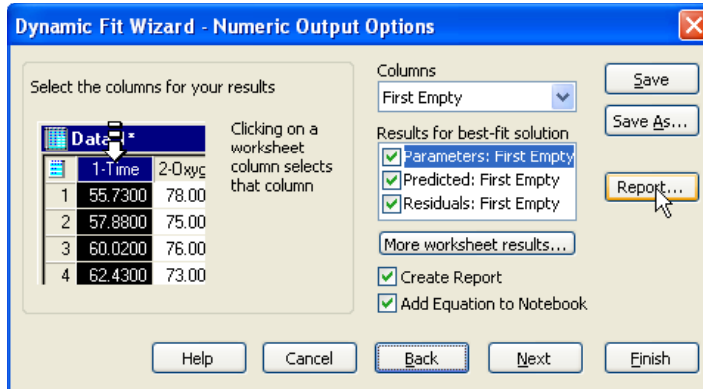 Dynamic Fit Wizard - Numeric Output Options
Select the columns for your results
1-Time 2-Oxyg
1 55.7300 78.00
2 57.8800 75.00
3 60.0200 76.00
4 62.4300 73.00
Clicking on a
worksheet
column selects
that column
Columns
First Empty
Results for best-fit solution
Parameters: First Empty
Predicted: First Empty
Residuals: First Empty
More worksheet results...
Create Report
Add Equation to Notebook
Save
Save As...
Report...
Help
Cancel
Back
Next
Finish